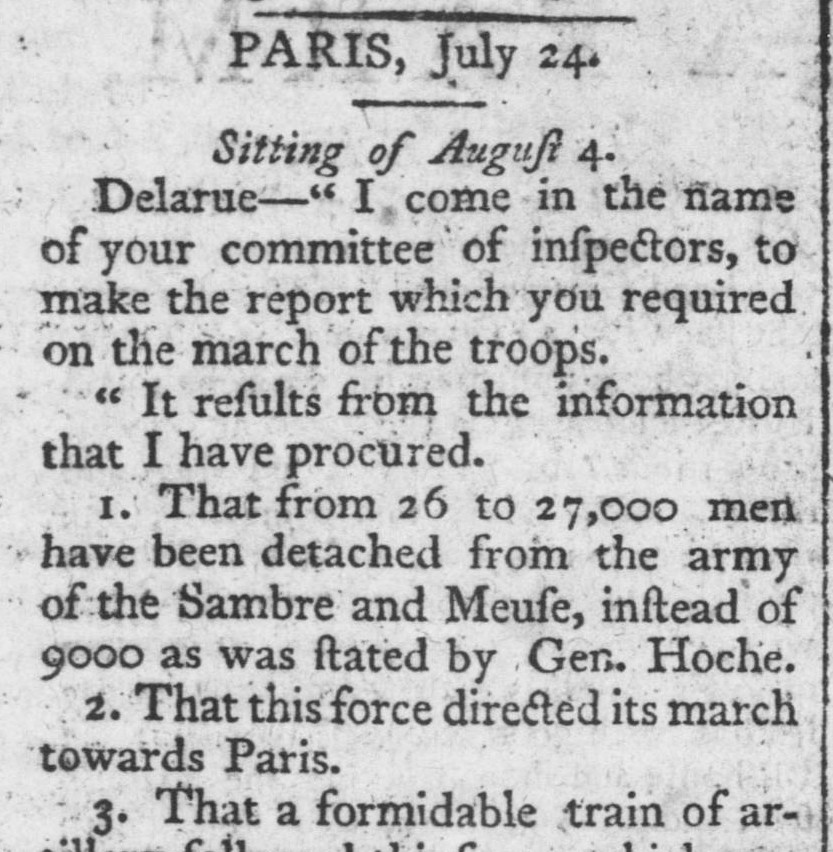 PARIS, July 24.
Sitting of Auguſt 4.
Delarue—“ I come in the name
of your committee of inſpectors, to
make the report which you required
on the march of the troops.
“ It reſults from the information
that I have procured.
1. That from 26 to 27,000 men
have been detached from the army
of the Sambre and Meuſe, inſtead of
9000 as was ſtated by Gen. Hoche.
2. That this force directed its march
towards Paris.
3. That a formidable train of ar-